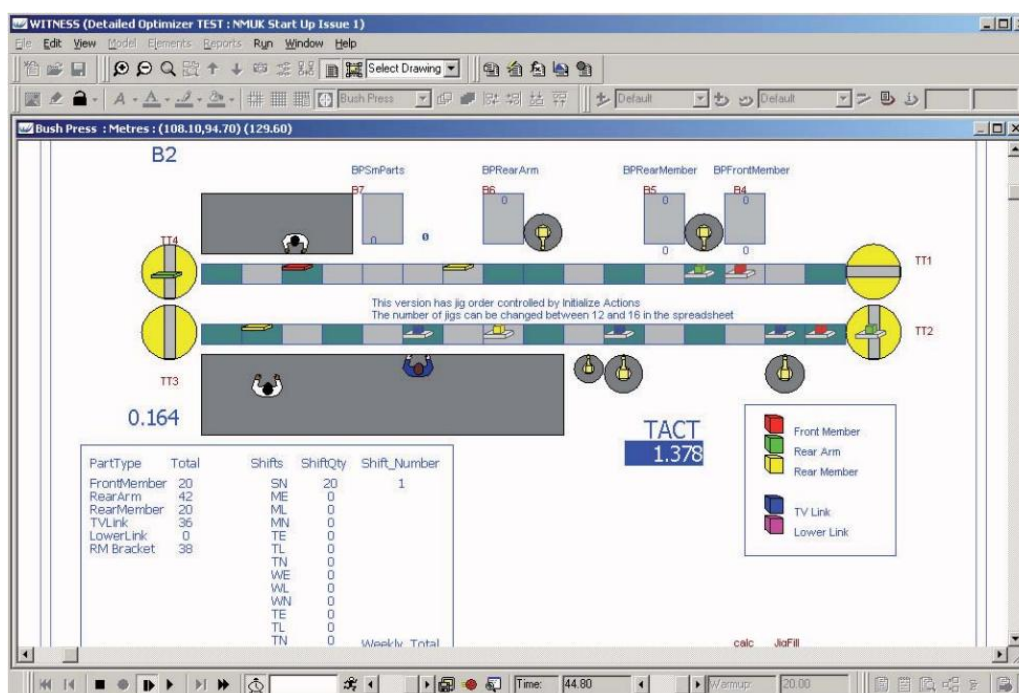 WITNESS (Detailed Optimizer TEST : NMUK Start Up Issue 1)
File Edit View Model Elements Reports Run Window Help
Select Drawing
Bush Press Default Default
Bush Press : Metres : (108.10,94.70) (129.60)
B2
BPSmParts BPRearArm BPRearMember BPFrontMember
B7 B6 B5 B4
0 0 0
0 0
0 0
TT4
TT1
This version has jig order controlled by Initialize Actions
The number of jigs can be changed between 12 and 16 in the spreadsheet
TT2
TT3
0.164
TACT
1.378
Front Member
Rear Arm
Rear Member
TV Link
Lower Link
PartType Total Shifts ShiftQty Shift_Number
FrontMember 20 SN 20 1
RearArm 42 ME 0
RearMember 20 ML 0
TVLink 36 MN 0
LowerLink 0 TE 0
RM Bracket 38 TL 0
TN 0
WE 0
WL 0
WN 0
TE 0
TL 0
TN 0 Weekly Total
calc JigFill
Time: 44.80 Warmup: 20.00